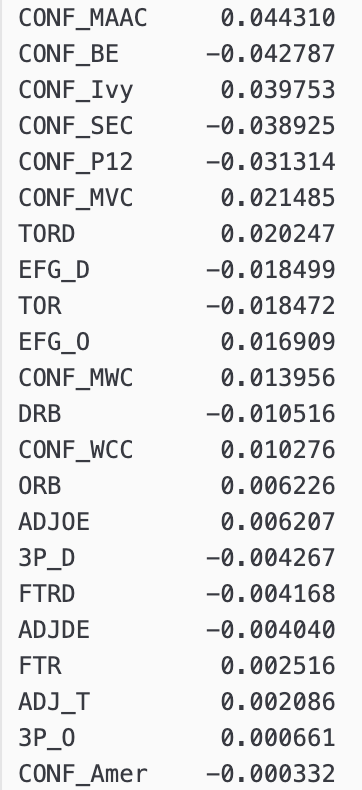 CONF_MAAC 0.044310
CONF_BE -0.042787
CONF_Ivy 0.039753
CONF_SEC -0.038925
CONF_P12 -0.031314
CONF_MVC 0.021485
TORD 0.020247
EFG_D -0.018499
TOR -0.018472
EFG_O 0.016909
CONF_MWC 0.013956
DRB -0.010516
CONF_WCC 0.010276
ORB 0.006226
ADJOE 0.006207
3P_D -0.004267
FTRD -0.004168
ADJDE -0.004040
FTR 0.002516
ADJ_T 0.002086
3P_O 0.000661
CONF_Amer -0.000332